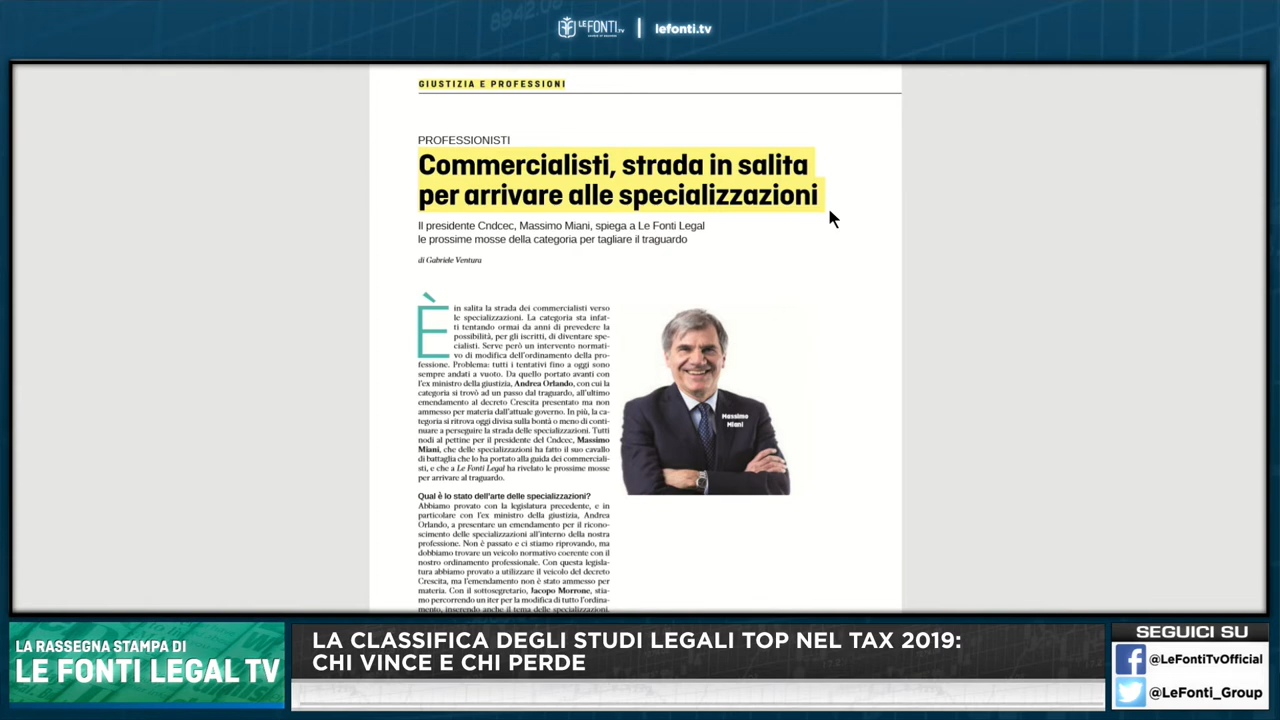 8942.08
LE FONTI TV
lefonti.tv
GIUSTIZIA E PROFESSIONI
PROFESSIONISTI
Commercialisti, strada in salita
per arrivare alle specializzazioni
Il presidente Cndcec, Massimo Miani, spiega a Le Fonti Legal
le prossime mosse della categoria per tagliare il traguardo
di Gabriele Ventura
È in salita la strada dei commercialisti verso
le specializzazioni. La categoria sta infat-
ti tentando ormai da anni di prevedere la
possibilità, per gli iscritti, di diventare spe-
cialisti. Serve però un intervento normati-
vo di modifica dell'ordinamento della pro-
fessione. Problema: tutti i tentativi fino a oggi sono
sempre andati a vuoto. Da quello portato avanti con
l'ex ministro della giustizia, Andrea Orlando, con cui la
categoria si trovò ad un passo dal traguardo, all'ultimo
emendamento al decreto Crescita presentato ma non
ammesso per materia dall'attuale governo. In più, la ca-
tegoria si ritrova oggi divisa sulla bontà o meno di conti-
nuare a perseguire la strada delle specializzazioni. Tutti
nodi al pettine per il presidente del Cndcec, Massimo
Miani, che delle specializzazioni ha fatto il suo cavallo
di battaglia che lo ha portato alla guida dei commerciali-
sti, e che a Le Fonti Legal ha rivelato le prossime mosse
per arrivare al traguardo.
Massimo
Miani
Qual è lo stato dell'arte delle specializzazioni?
Abbiamo provato con la legislatura precedente, e in
particolare con l'ex ministro della giustizia, Andrea
Orlando, a presentare un emendamento per il ricono-
scimento delle specializzazioni all'interno della nostra
professione. Non è passato e ci stiamo riprovando, ma
dobbiamo trovare un veicolo normativo coerente con il
nostro ordinamento professionale. Con questa legisla-
tura abbiamo provato a utilizzare il veicolo del decreto
Crescita, ma l'emendamento non è stato ammesso per
materia. Con il sottosegretario, Jacopo Morrone, stia-
mo percorrendo un iter per la modifica di tutto l'ordina-
mento, inserendo anche il tema delle specializzazioni.
LA RASSEGNA STAMPA DI
LE FONTI LEGAL TV
LA CLASSIFICA DEGLI STUDI LEGALI TOP NEL TAX 2019:
CHI VINCE E CHI PERDE
SEGUICI SU
@LeFontiTvOfficial
@LeFonti_Group